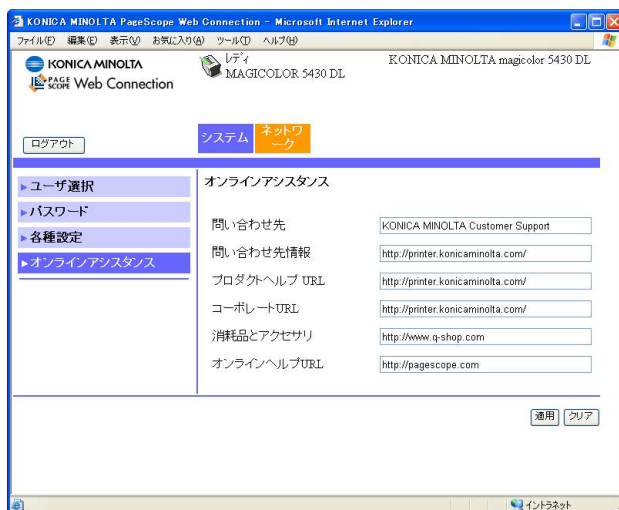 KONICA MINOLTA PageScope Web Connection - Microsoft Internet Explorer
ファイル(F) 編集(E) 表示(V) お気に入り(A) ツール(T) ヘルプ(H)
KONICA MINOLTA
PAGE SCOPE Web Connection
レディ
MAGICOLOR 5430 DL
KONICA MINOLTA magicolor 5430 DL
ログアウト
システム
ネットワ
ーク
ユーザ選択
パスワード
各種設定
オンラインアシスタンス
オンラインアシスタンス
問い合わせ先 KONICA MINOLTA Customer Support
問い合わせ先情報 http://printer.konicaminolta.com/
プロダクトヘルプ URL http://printer.konicaminolta.com/
コーポレートURL http://printer.konicaminolta.com/
消耗品とアクセサリ http://www.q-shop.com
オンラインヘルプURL http://pagescope.com
適用 クリア
イントラネット